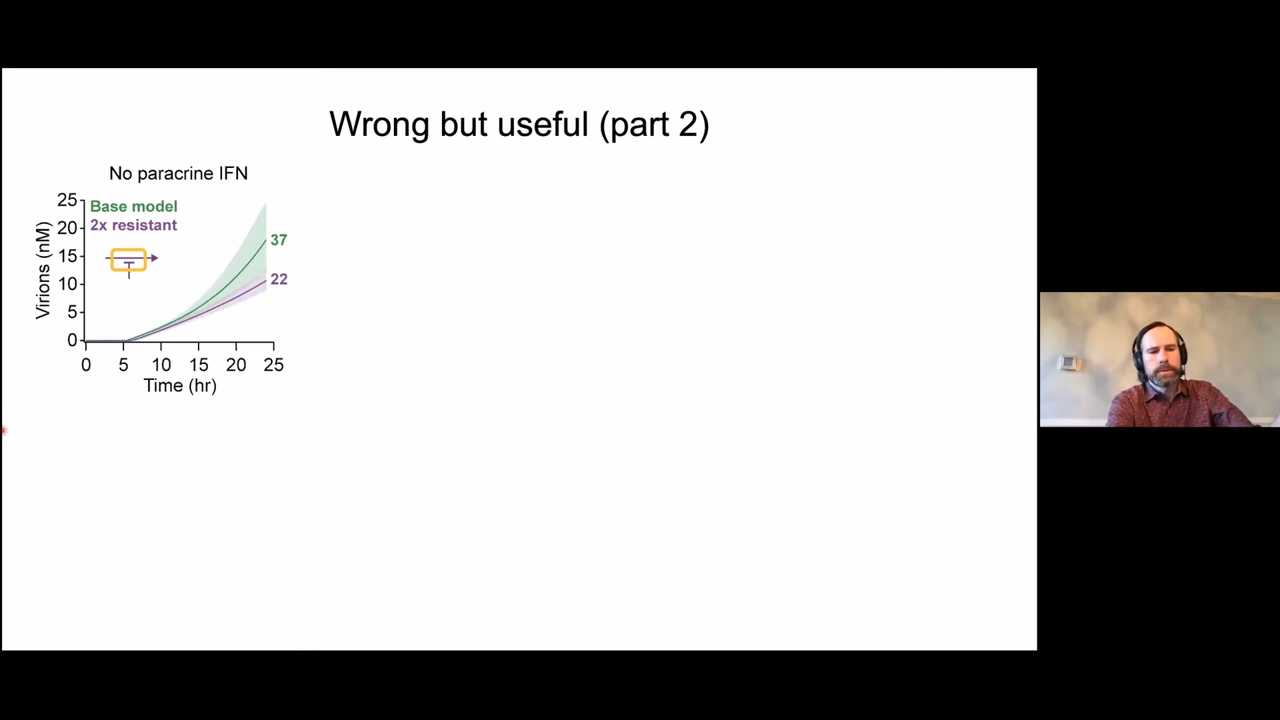 Wrong but useful (part 2)
No paracrine IFN
Base model
2x resistant
Virions (nM)
25
20
15
10
5
0
37
22
0 5 10 15 20 25
Time (hr)